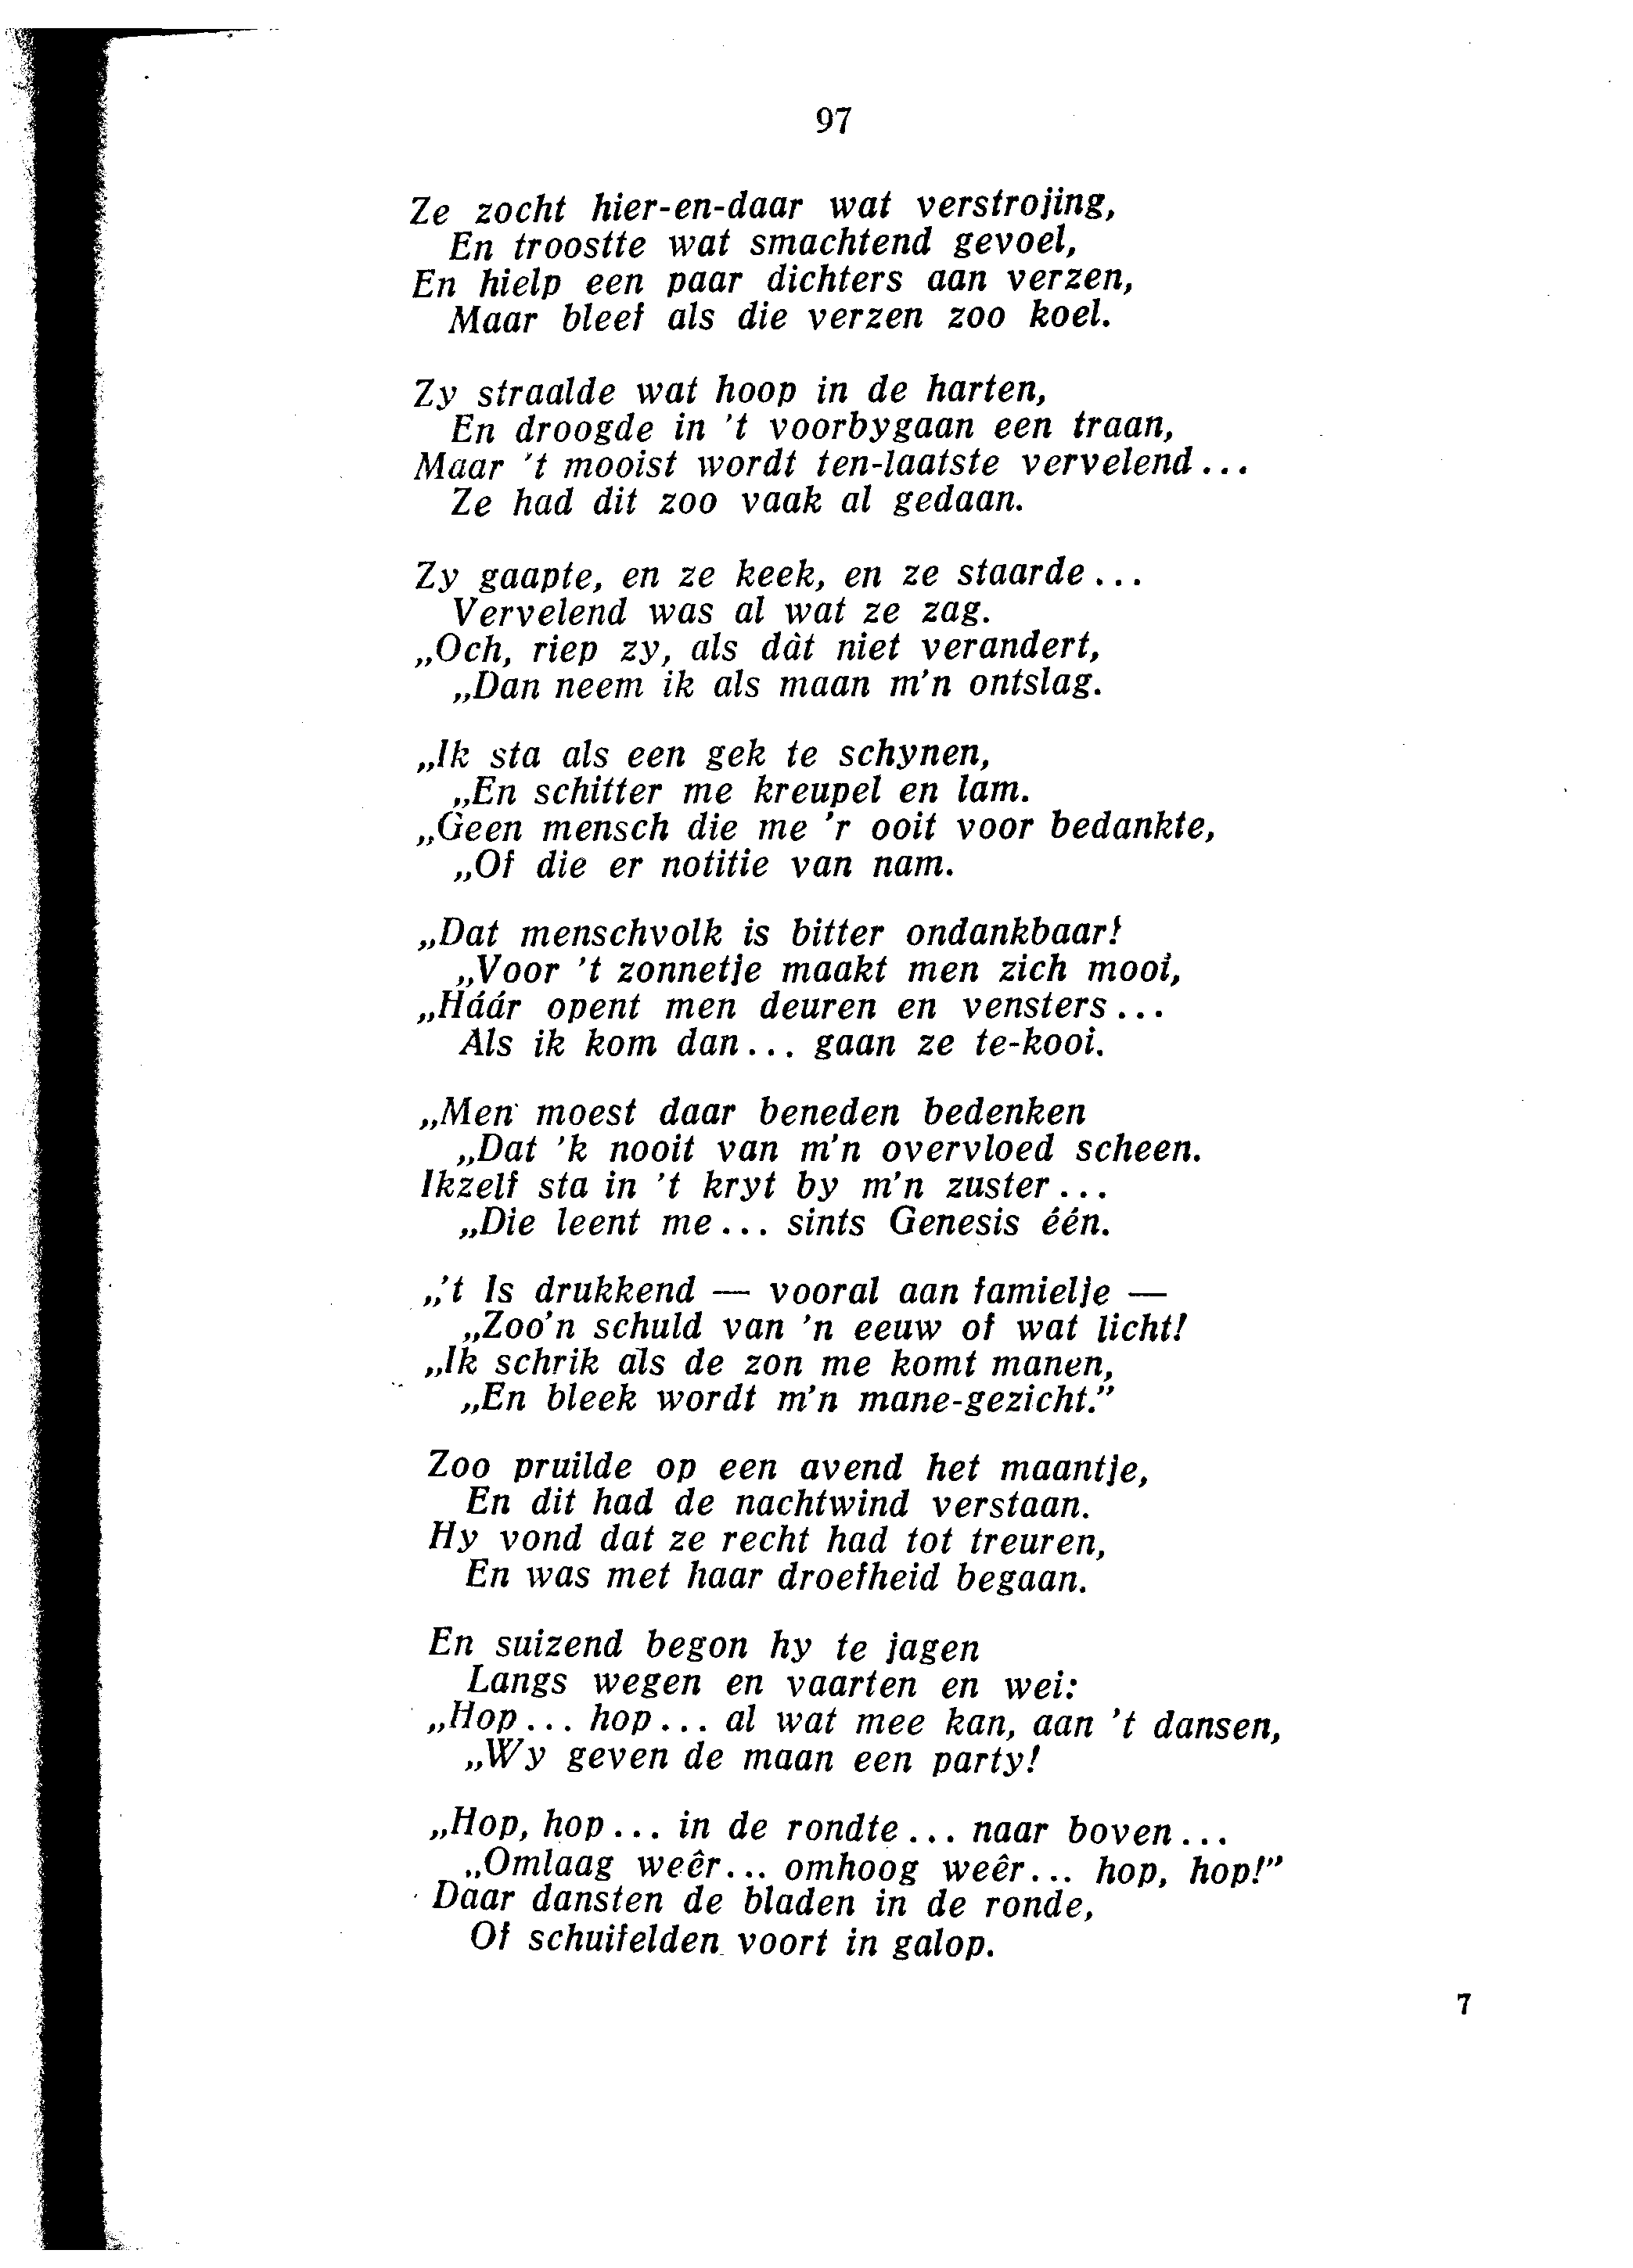 97
Ze zocht hier-en-daar wat verstrojing,
En troostte wat smachtend gevoel,
En hielp een paar dichters aan verzen,
Maar bleef als die verzen zoo koel.
Zy straalde wat hoop in de harten,
En droogde in 't voorbygaan een traan,
Maar 't mooist wordt ten-laatste vervelend...
Ze had dit zoo vaak al gedaan.
Zy gaapte, en ze keek, en ze staarde...
Vervelend was al wat ze zag.
„Och, riep zy, als dàt niet verandert,
„Dan neem ik als maan m'n ontslag.
„Ik sta als een gek te schynen,
„En schitter me kreupel en lam.
„Geen mensch die me 'r ooit voor bedankte,
„Of die er notitie van nam.
„Dat menschvolk is bitter ondankbaar!
„Voor 't zonnetje maakt men zich mooi,
„Háár opent men deuren en vensters...
Als ik kom dan... gaan ze te-kooi.
„Men moest daar beneden bedenken
„Dat 'k nooit van m'n overvloed scheen.
Ikzelf sta in 't kryt by m'n zuster...
„Die leent me... sints Genesis één.
„'t Is drukkend — vooral aan famielje —
„Zoo'n schuld van 'n eeuw of wat licht!
„Ik schrik als de zon me komt manen,
„En bleek wordt m'n mane-gezicht.”
Zoo pruilde op een avend het maantje,
En dit had de nachtwind verstaan.
Hy vond dat ze recht had tot treuren,
En was met haar droefheid begaan.
En suizend begon hy te jagen
Langs wegen en vaarten en wei:
„Hop... hop... al wat mee kan, aan 't dansen,
„Wy geven de maan een party!
„Hop, hop... in de rondte... naar boven...
„Omlaag weêr... omhoog weêr... hop, hop!”
Daar dansten de bladen in de ronde,
Of schuifelden voort in galop.
7